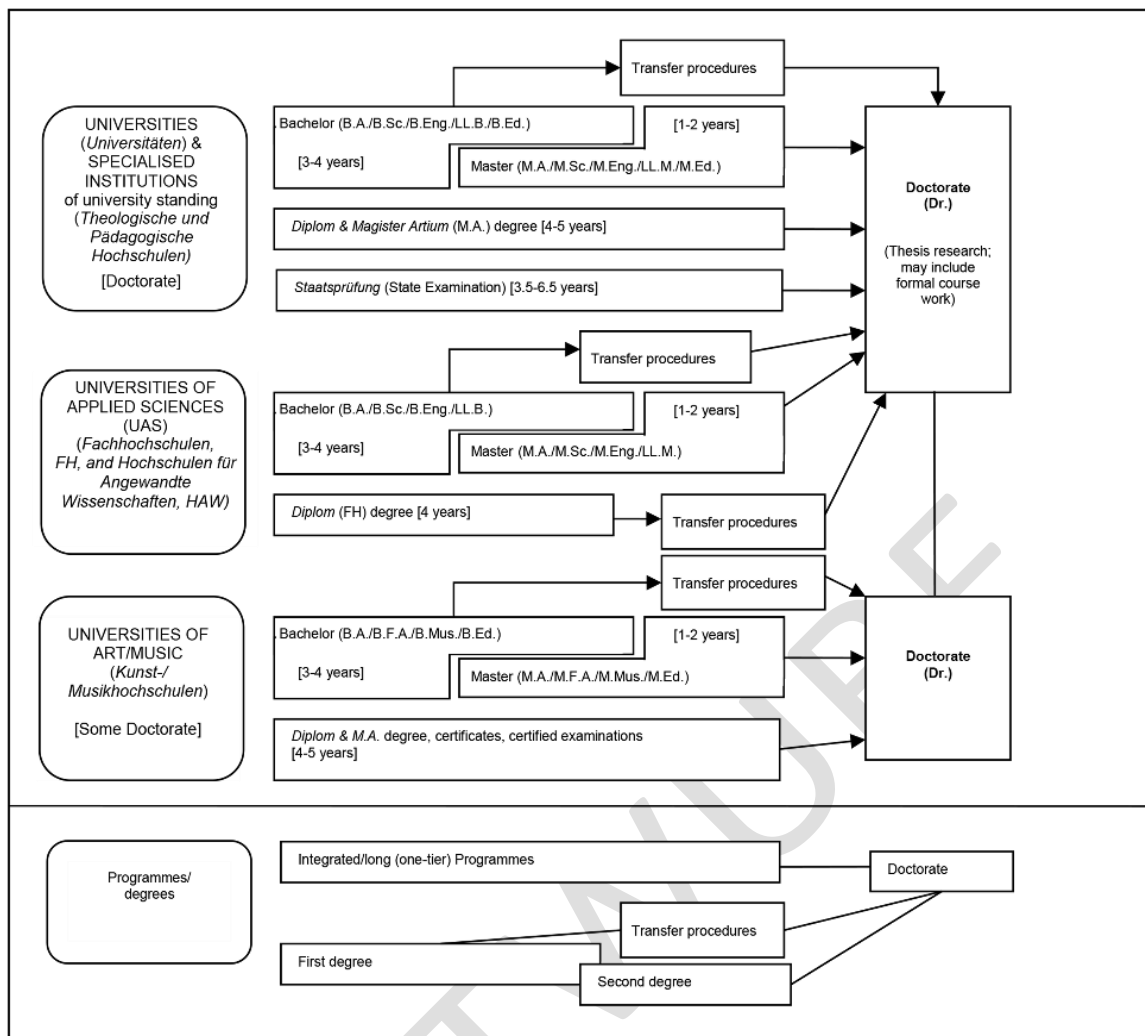 Transfer procedures
UNIVERSITIES
(Universitäten) &
SPECIALISED
INSTITUTIONS
of university standing
(Theologische und
Pädagogische
Hochschulen)
[Doctorate]
. Bachelor (B.A./B.Sc./B.Eng./LL.B./B.Ed.)
[3-4 years]
[1-2 years]
Master (M.A./M.Sc./M.Eng./LL.M./M.Ed.)
Diplom & Magister Artium (M.A.) degree [4-5 years]
Staatsprüfung (State Examination) [3.5-6.5 years]
Doctorate
(Dr.)
(Thesis research;
may include
formal course
work)
Transfer procedures
UNIVERSITIES OF
APPLIED SCIENCES
(UAS)
(Fachhochschulen,
FH, and Hochschulen für
Angewandte
Wissenschaften, HAW)
. Bachelor (B.A./B.Sc./B.Eng./LL.B.)
[3-4 years]
[1-2 years]
Master (M.A./M.Sc./M.Eng./LL.M.)
Diplom (FH) degree [4 years]
Transfer procedures
Transfer procedures
UNIVERSITIES OF
ART/MUSIC
(Kunst-/
Musikhochschulen)
[Some Doctorate]
. Bachelor (B.A./B.F.A./B.Mus./B.Ed.)
[3-4 years]
[1-2 years]
Master (M.A./M.F.A./M.Mus./M.Ed.)
Diplom & M.A. degree, certificates, certified examinations
[4-5 years]
Doctorate
(Dr.)
Programmes/
degrees
Integrated/long (one-tier) Programmes
Doctorate
Transfer procedures
First degree
Second degree